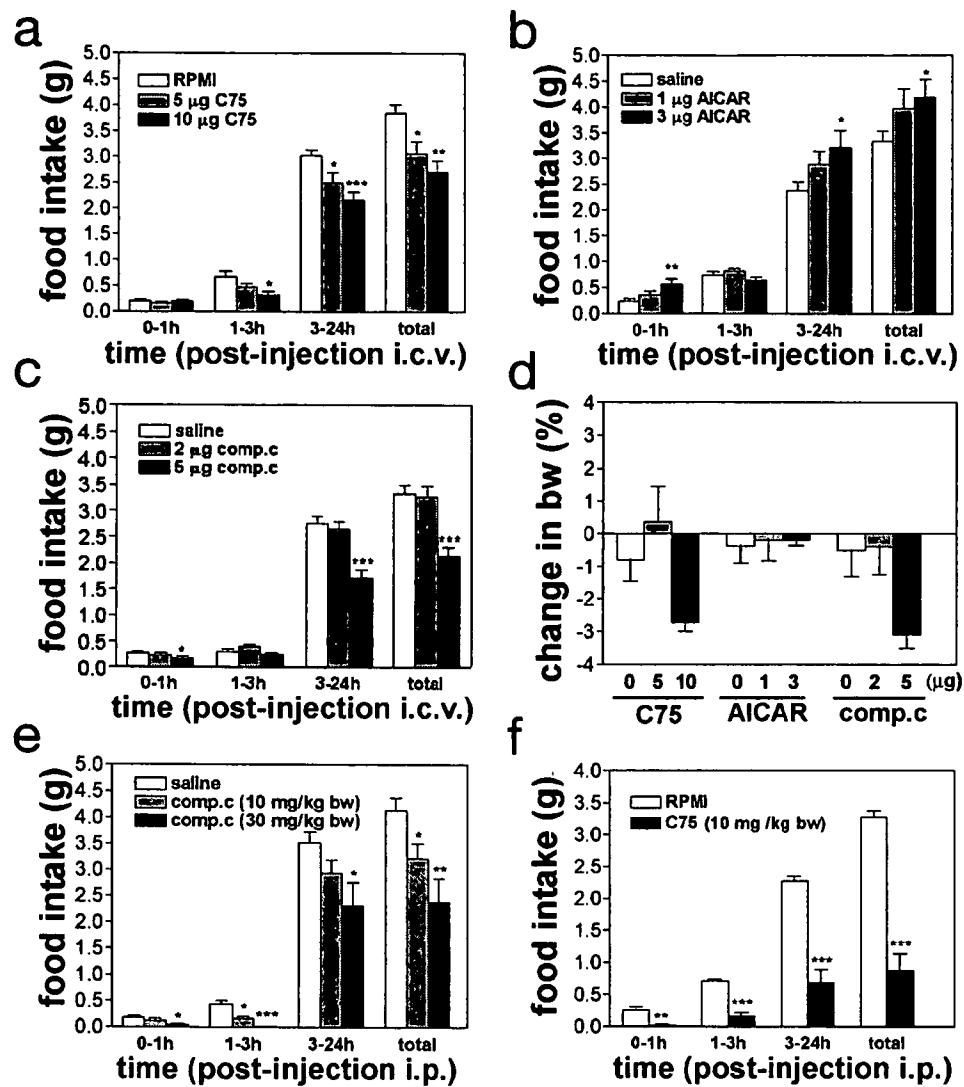 a
food intake (g)
5.0
4.5
4.0
3.5
3.0
2.5
2.0
1.5
1.0
0.5
0.0
RPMI
5 µg C75
10 µg C75
*
*
***
*
**
0-1h 1-3h 3-24h total
time (post-injection i.c.v.)
b
food intake (g)
5.0
4.5
4.0
3.5
3.0
2.5
2.0
1.5
1.0
0.5
0.0
saline
1 µg AICAR
3 µg AICAR
**
*
*
0-1h 1-3h 3-24h total
time (post-injection i.c.v.)
c
food intake (g)
5.0
4.5
4.0
3.5
3.0
2.5
2.0
1.5
1.0
0.5
0.0
saline
2 µg comp.c
5 µg comp.c
*
***
***
0-1h 1-3h 3-24h total
time (post-injection i.c.v.)
d
change in bw (%)
4
3
2
1
0
-1
-2
-3
-4
0 5 10 0 1 3 0 2 5 (µg)
C75 AICAR comp.c
e
food intake (g)
5.0
4.5
4.0
3.5
3.0
2.5
2.0
1.5
1.0
0.5
0.0
saline
comp.c (10 mg/kg bw)
comp.c (30 mg/kg bw)
*
*
***
*
*
**
0-1h 1-3h 3-24h total
time (post-injection i.p.)
f
food intake (g)
4.0
3.5
3.0
2.5
2.0
1.5
1.0
0.5
0.0
RPMI
C75 (10 mg /kg bw)
**
***
***
***
0-1h 1-3h 3-24h total
time (post-injection i.p.)